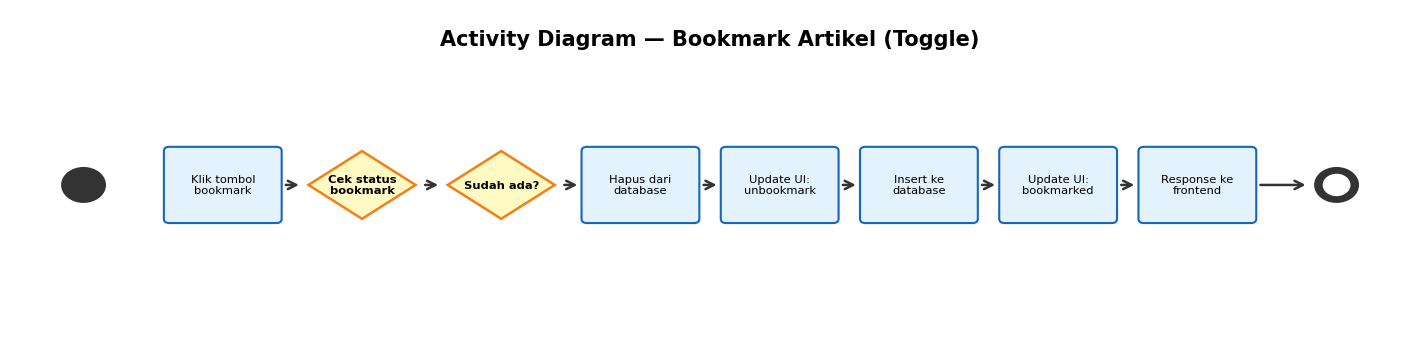 Activity Diagram — Bookmark Artikel (Toggle)
Klik tombol
bookmark
Cek status
bookmark
Sudah ada?
Hapus dari
database
Update UI:
unbookmark
Insert ke
database
Update UI:
bookmarked
Response ke
frontend